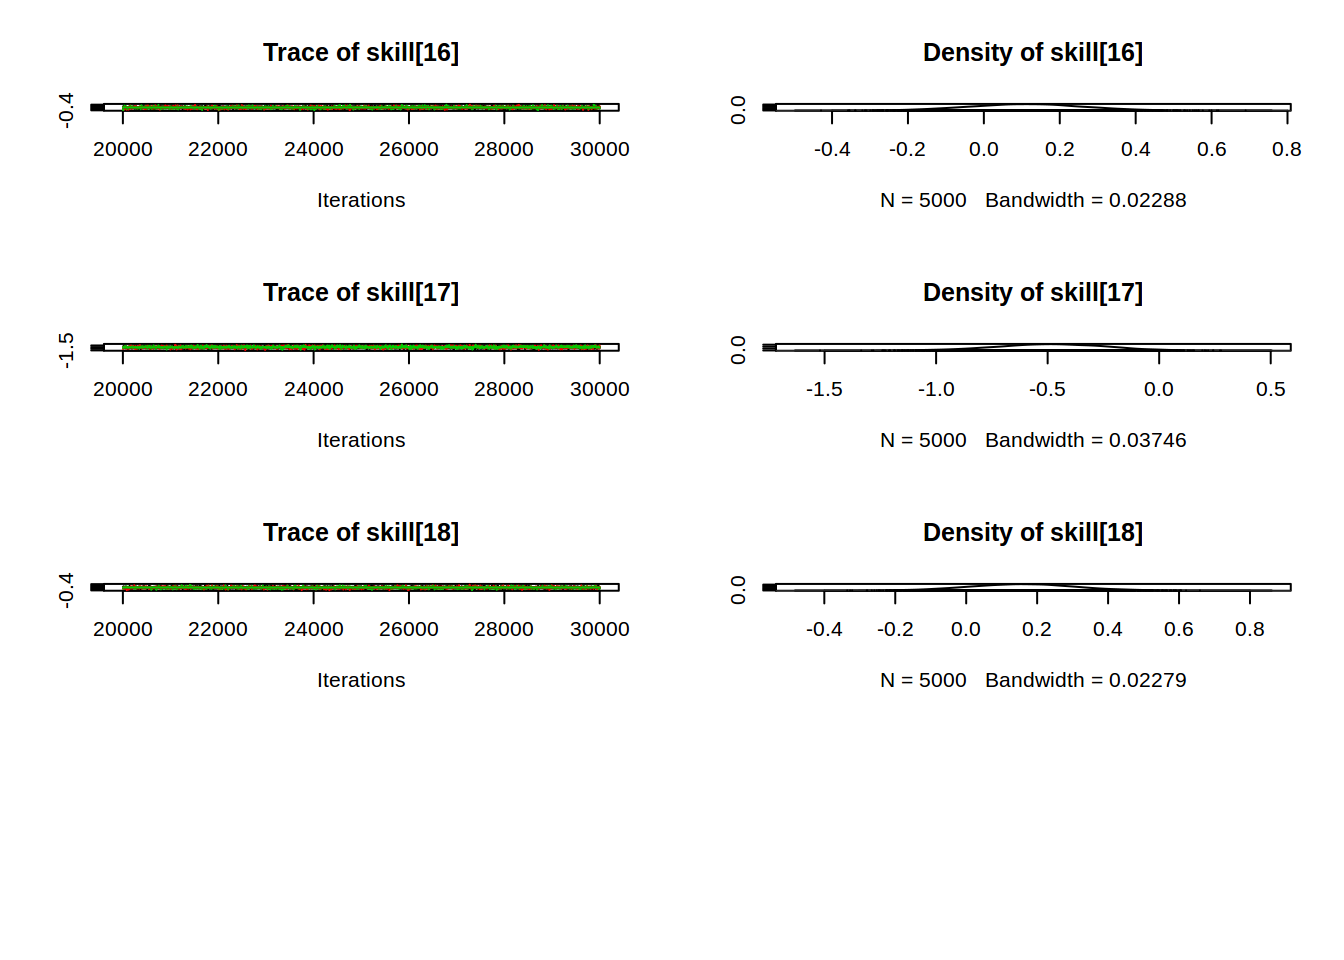 Trace of skill[16]
-0.4
20000 22000 24000 26000 28000 30000
Iterations
Density of skill[16]
0.0
-0.4 -0.2 0.0 0.2 0.4 0.6 0.8
N = 5000 Bandwidth = 0.02288
Trace of skill[17]
-1.5
20000 22000 24000 26000 28000 30000
Iterations
Density of skill[17]
0.0
-1.5 -1.0 -0.5 0.0 0.5
N = 5000 Bandwidth = 0.03746
Trace of skill[18]
-0.4
20000 22000 24000 26000 28000 30000
Iterations
Density of skill[18]
0.0
-0.4 -0.2 0.0 0.2 0.4 0.6 0.8
N = 5000 Bandwidth = 0.02279